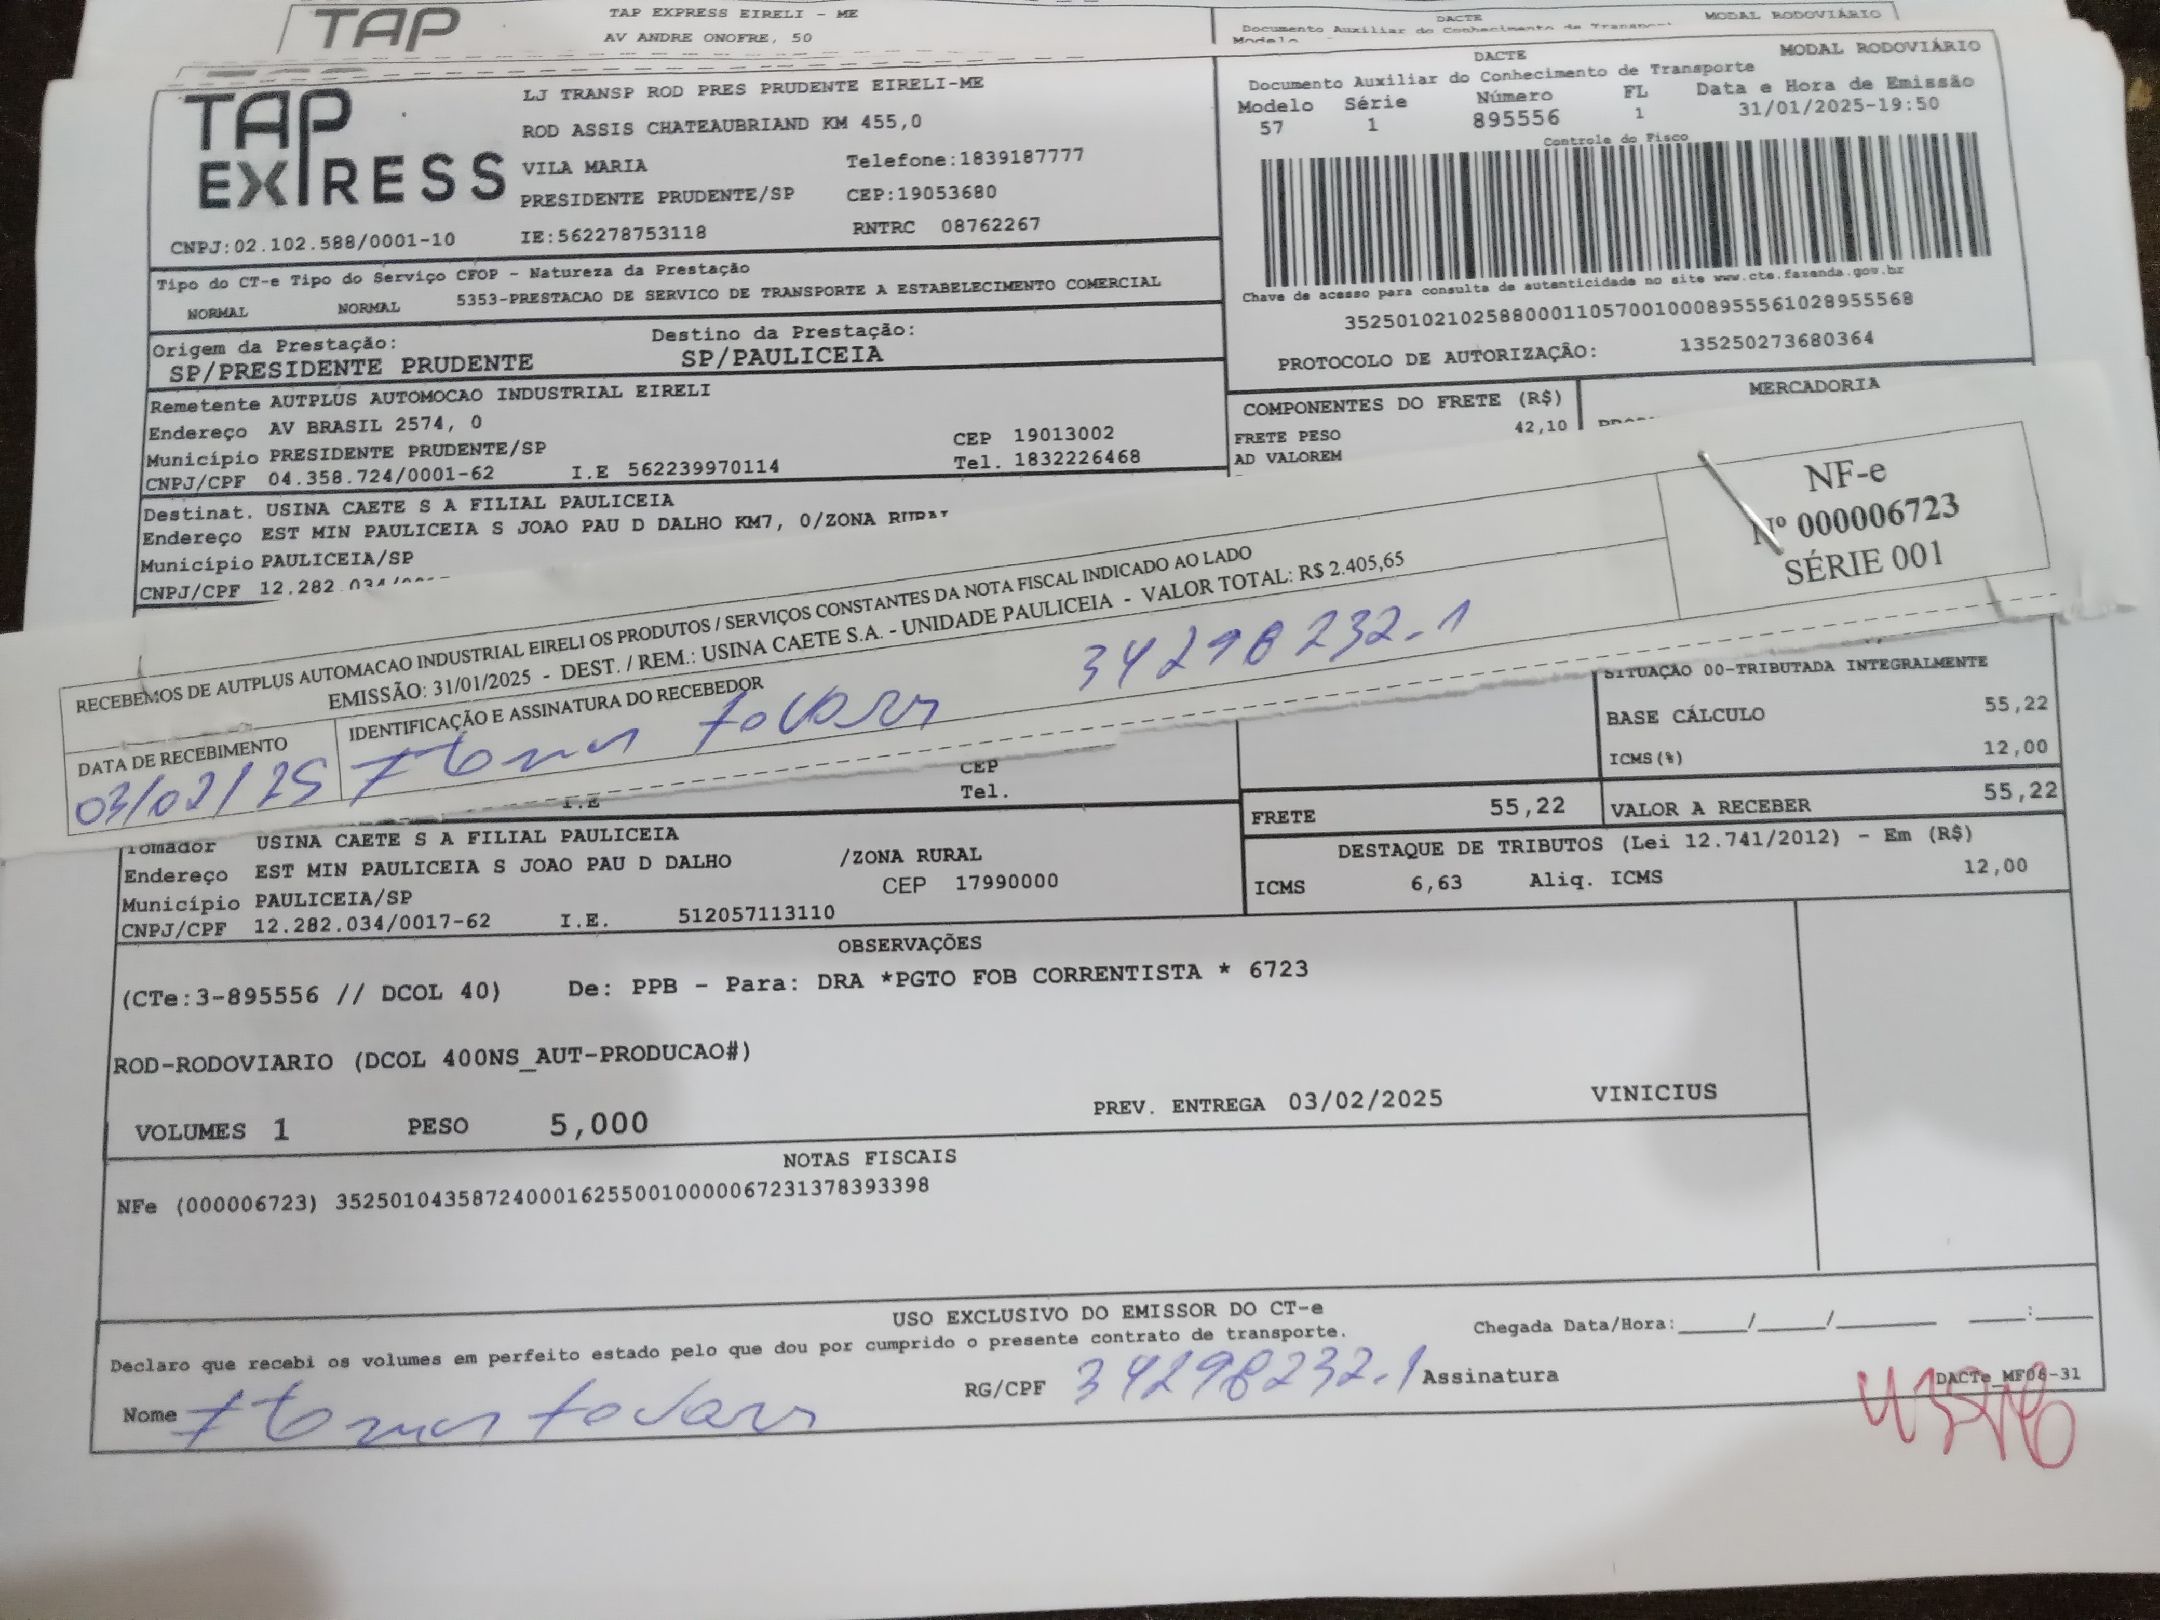 TAP
TAP EXPRESS EIRELI - ME
AV ANDRE ONOFRE, 50
DACTE
MODAL RODOVIÁRIO
Documento Auxiliar do Conhecimento de Transport
TAP
EXPRESS
LJ TRANSP ROD PRES PRUDENTE EIRELI-ME
ROD ASSIS CHATEAUBRIAND KM 455,0
VILA MARIA Telefone:1839187777
PRESIDENTE PRUDENTE/SP CEP:19053680
CNPJ:02.102.588/0001-10 IE:562278753118 RNTRC 08762267
DACTE MODAL RODOVIÁRIO
Documento Auxiliar do Conhecimento de Transporte
Modelo Série Número FL Data e Hora de Emissão
57 1 895556 1 31/01/2025-19:50
Controle do Fisco
Chave de acesso para consulta de autenticidade no site www.cte.fazenda.gov.br
35250102102588000110570010008955561028955568
PROTOCOLO DE AUTORIZAÇÃO: 135250273680364
Tipo do CT-e Tipo do Serviço CFOP - Natureza da Prestação
NORMAL NORMAL 5353-PRESTACAO DE SERVICO DE TRANSPORTE A ESTABELECIMENTO COMERCIAL
Origem da Prestação: Destino da Prestação:
SP/PRESIDENTE PRUDENTE SP/PAULICEIA
Remetente AUTPLUS AUTOMOCAO INDUSTRIAL EIRELI
Endereço AV BRASIL 2574, 0
Município PRESIDENTE PRUDENTE/SP CEP 19013002
CNPJ/CPF 04.358.724/0001-62 I.E 562239970114 Tel. 1832226468
COMPONENTES DO FRETE (R$) MERCADORIA
FRETE PESO 42,10
AD VALOREM
Destinat. USINA CAETE S A FILIAL PAULICEIA
Endereço EST MIN PAULICEIA S JOAO PAU D DALHO KM7, 0/ZONA RURAL
Município PAULICEIA/SP
CNPJ/CPF 12.282.034/
RECEBEMOS DE AUTPLUS AUTOMACAO INDUSTRIAL EIRELI OS PRODUTOS / SERVIÇOS CONSTANTES DA NOTA FISCAL INDICADO AO LADO
EMISSÃO: 31/01/2025 - DEST. / REM.: USINA CAETE S.A. - UNIDADE PAULICEIA - VALOR TOTAL: R$ 2.405,65
DATA DE RECEBIMENTO IDENTIFICAÇÃO E ASSINATURA DO RECEBEDOR
03/02/25 34298232-1
NF-e
Nº 000006723
SÉRIE 001
SITUAÇÃO 00-TRIBUTADA INTEGRALMENTE
BASE CÁLCULO 55,22
ICMS(%) 12,00
CEP
I.E Tel.
FRETE 55,22 VALOR A RECEBER 55,22
Tomador USINA CAETE S A FILIAL PAULICEIA
Endereço EST MIN PAULICEIA S JOAO PAU D DALHO /ZONA RURAL
Município PAULICEIA/SP CEP 17990000
CNPJ/CPF 12.282.034/0017-62 I.E. 512057113110
DESTAQUE DE TRIBUTOS (Lei 12.741/2012) - Em (R$)
ICMS 6,63 Aliq. ICMS 12,00
OBSERVAÇÕES
(CTe:3-895556 // DCOL 40) De: PPB - Para: DRA *PGTO FOB CORRENTISTA * 6723
ROD-RODOVIARIO (DCOL 400NS_AUT-PRODUCAO#)
VOLUMES 1 PESO 5,000 PREV. ENTREGA 03/02/2025 VINICIUS
NOTAS FISCAIS
NFe (000006723) 35250104358724000162550010000067231378393398
USO EXCLUSIVO DO EMISSOR DO CT-e
Declaro que recebi os volumes em perfeito estado pelo que dou por cumprido o presente contrato de transporte. Chegada Data/Hora:_____/_____/_______ ____:____
Nome RG/CPF 34298232-1 Assinatura
DACTe_MF06-31